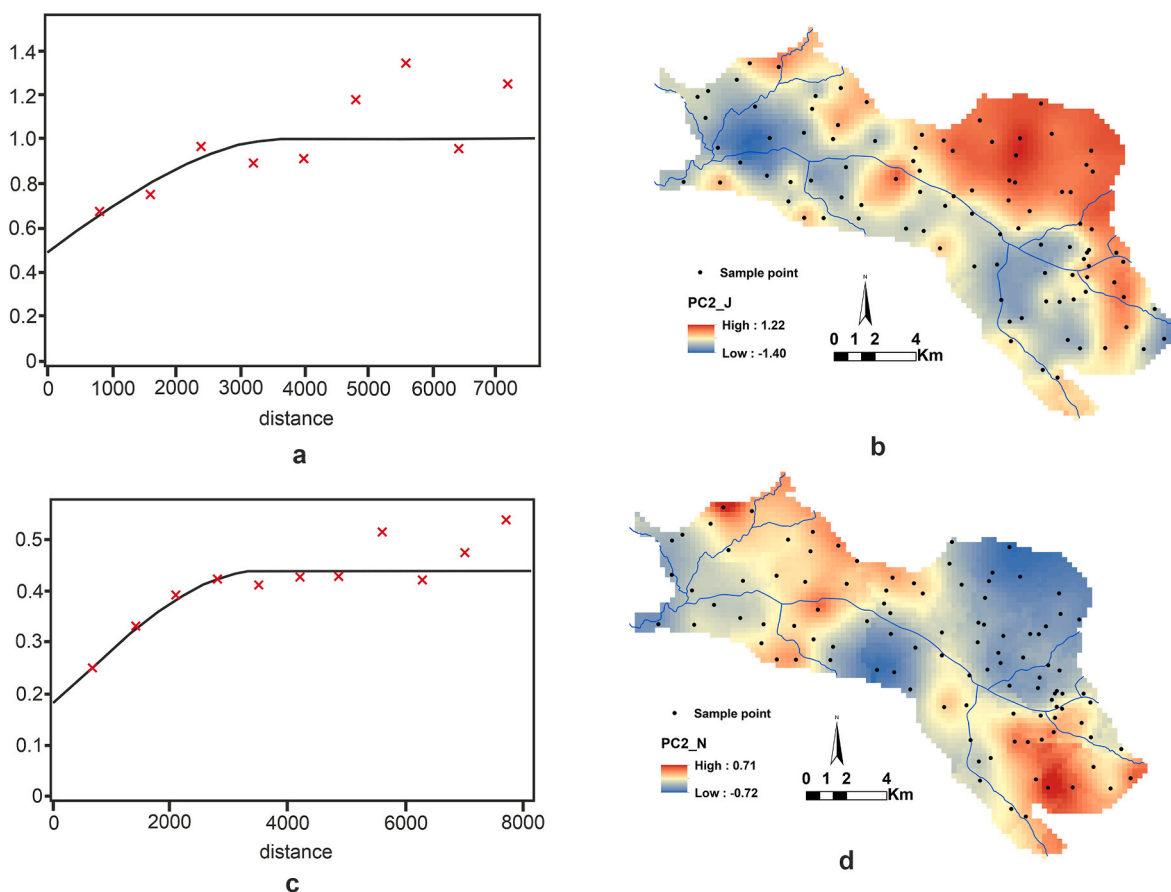 1.4
1.2
1.0
0.8
0.6
0.4
0.2
0
0 1000 2000 3000 4000 5000 6000 7000
distance
a
Sample point
N
PC2_J
High : 1.22
Low : -1.40
0 1 2 4
Km
b
0.5
0.4
0.3
0.2
0.1
0
0 2000 4000 6000 8000
distance
c
Sample point
N
PC2_N
High : 0.71
Low : -0.72
0 1 2 4
Km
d